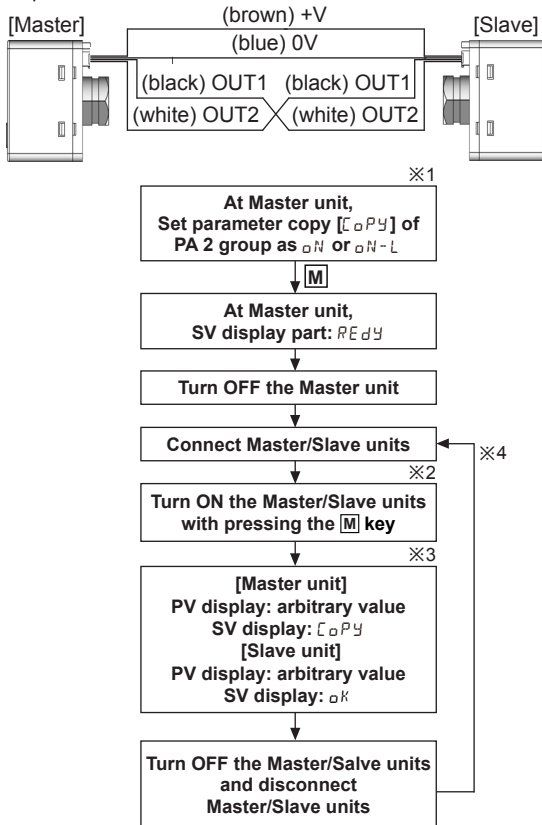 (brown) +V
[Master]
[Slave]
(blue) 0V
(black) OUT1 (black) OUT1
(white) OUT2 (white) OUT2
※1
At Master unit,
Set parameter copy [CoPY] of
PA 2 group as oN or oN-L
M
At Master unit,
SV display part: REdY
Turn OFF the Master unit
Connect Master/Slave units
※4
※2
Turn ON the Master/Slave units
with pressing the M key
※3
[Master unit]
PV display: arbitrary value
SV display: CoPY
[Slave unit]
PV display: arbitrary value
SV display: oK
Turn OFF the Master/Salve units
and disconnect
Master/Slave units